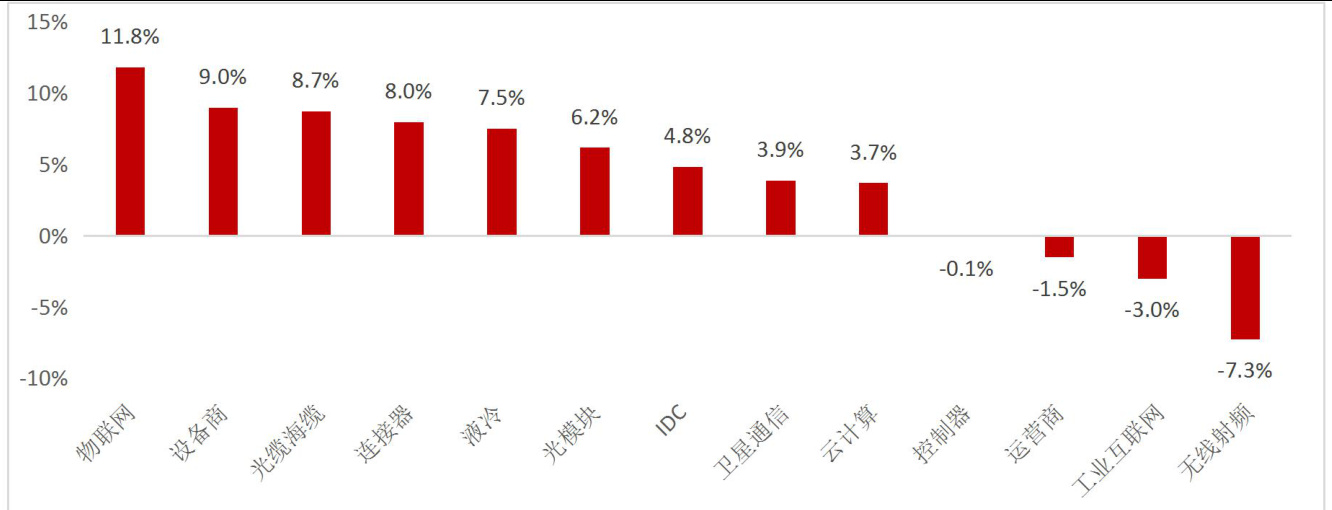 15%
10%
5%
0%
-5%
-10%
11.8%
9.0%
8.7%
8.0%
7.5%
6.2%
4.8%
3.9%
3.7%
-0.1%
-1.5%
-3.0%
-7.3%
物联网
设备商
光缆海缆
连接器
液冷
光模块
IDC
卫星通信
云计算
控制器
运营商
工业互联网
无线射频